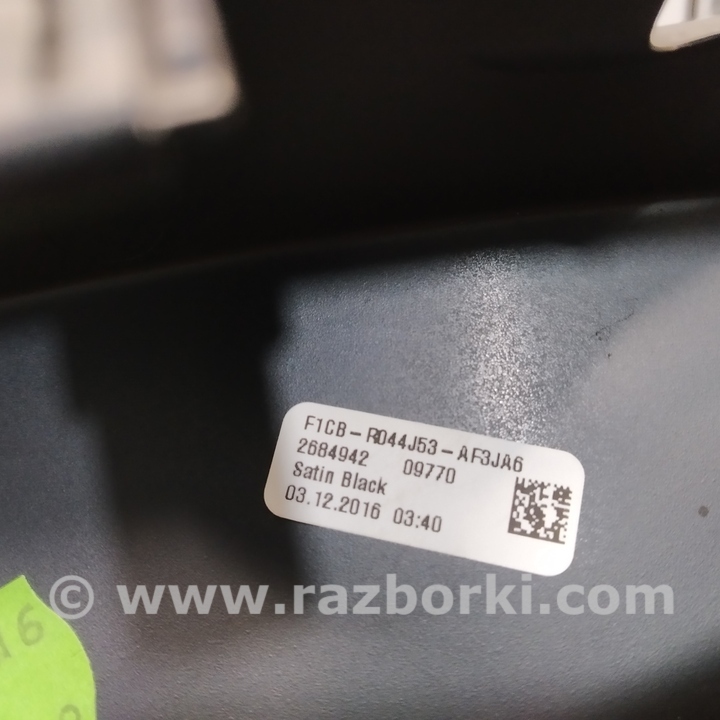 F1CB-R044J53-AF3JA6
2684942 09770
Satin Black
03.12.2016 03:40
© www.razborki.com